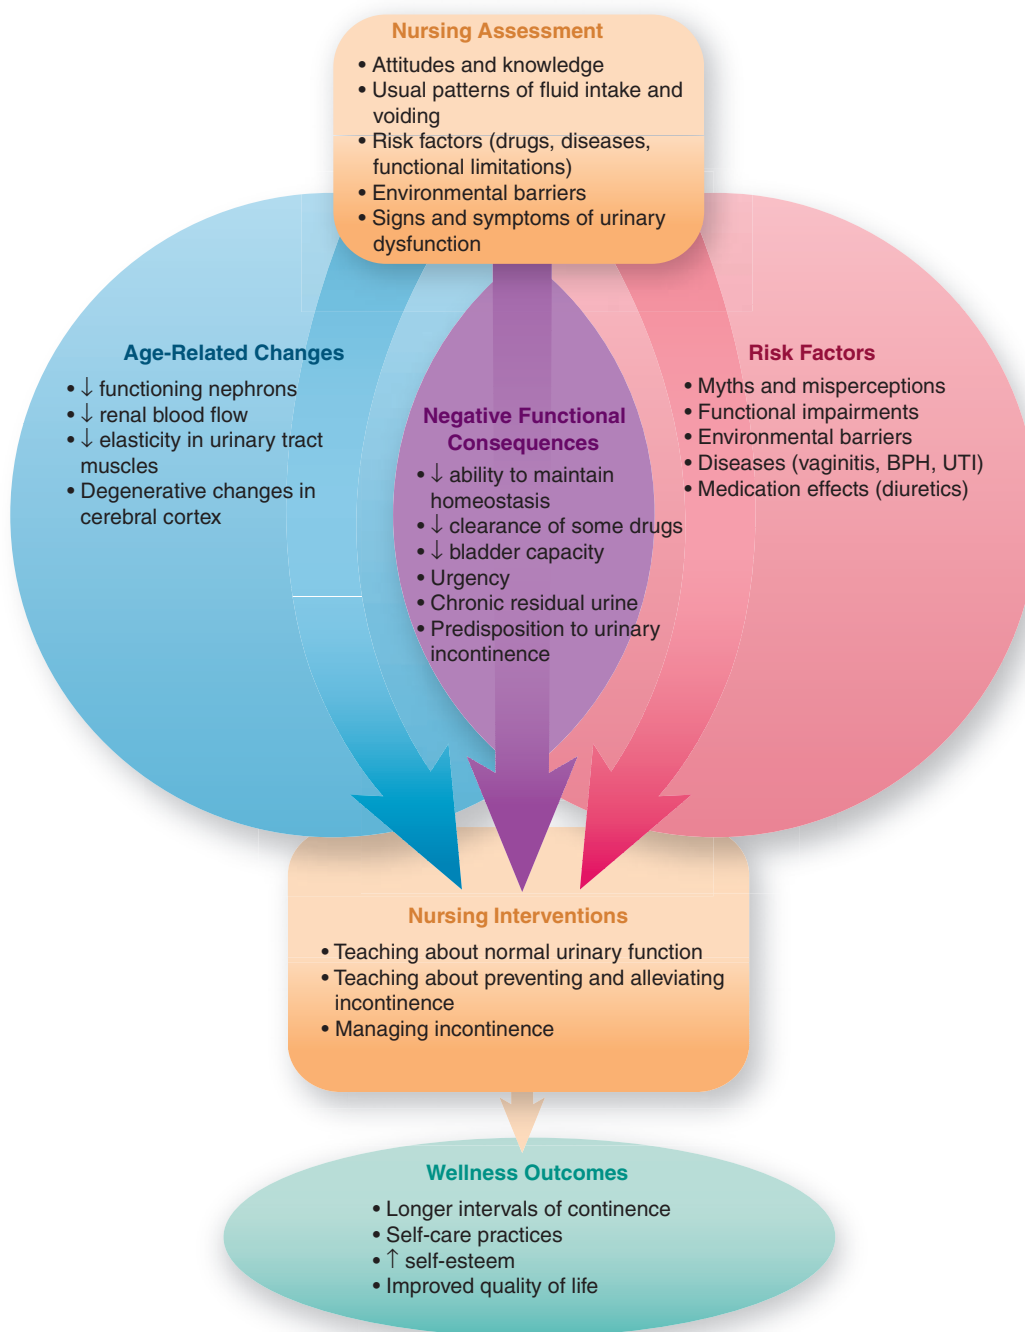 Nursing Assessment
• Attitudes and knowledge
• Usual patterns of fluid intake and
voiding
• Risk factors (drugs, diseases,
functional limitations)
• Environmental barriers
• Signs and symptoms of urinary
dysfunction
Age-Related Changes
• ↓ functioning nephrons
• ↓ renal blood flow
• ↓ elasticity in urinary tract
muscles
• Degenerative changes in
cerebral cortex
Negative Functional
Consequences
• ↓ ability to maintain
homeostasis
• ↓ clearance of some drugs
• ↓ bladder capacity
• Urgency
• Chronic residual urine
• Predisposition to urinary
incontinence
Risk Factors
• Myths and misperceptions
• Functional impairments
• Environmental barriers
• Diseases (vaginitis, BPH, UTI)
• Medication effects (diuretics)
Nursing Interventions
• Teaching about normal urinary function
• Teaching about preventing and alleviating
incontinence
• Managing incontinence
Wellness Outcomes
• Longer intervals of continence
• Self-care practices
• ↑ self-esteem
• Improved quality of life